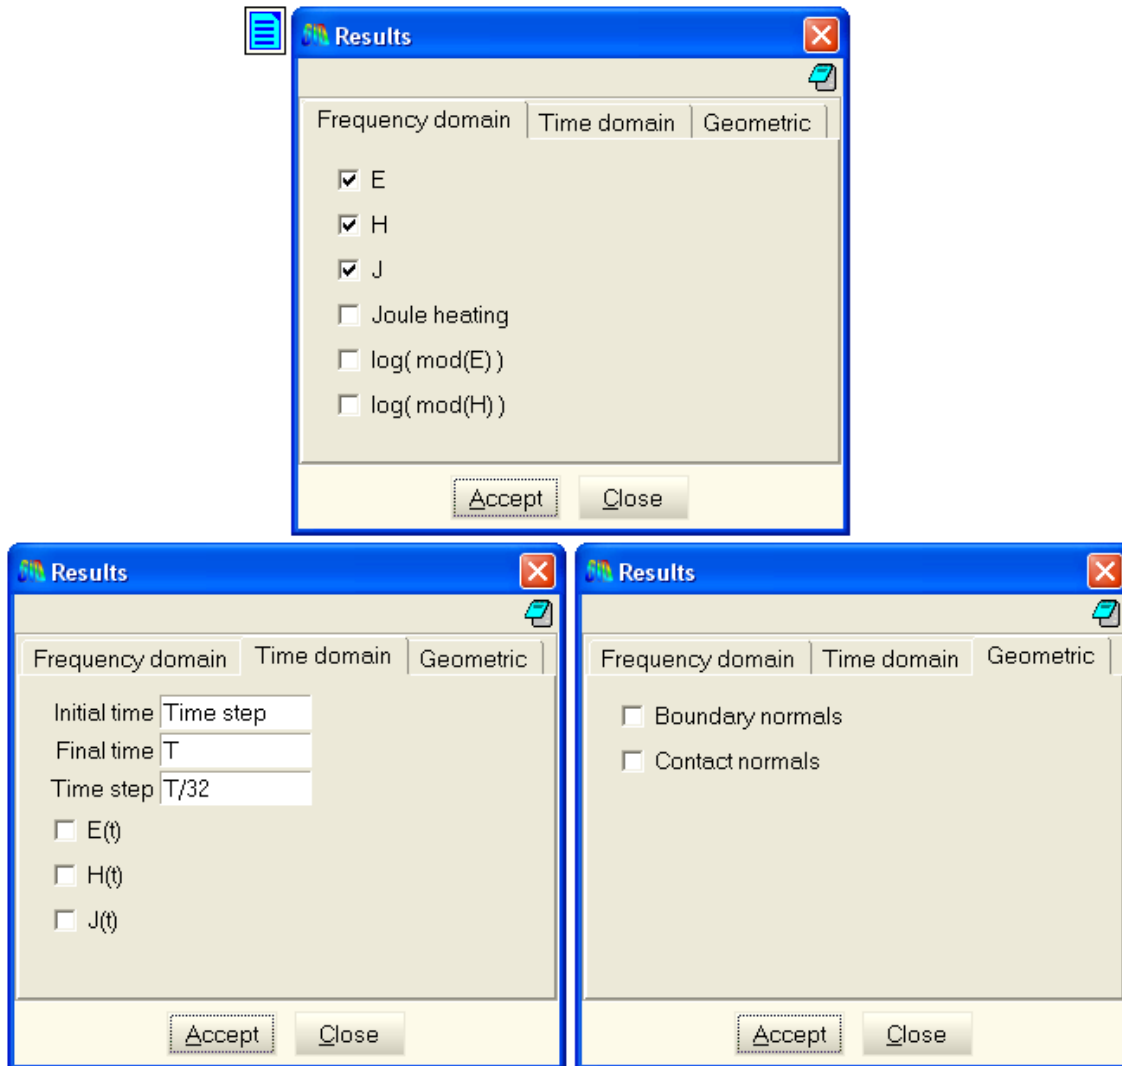 Results
Frequency domain Time domain Geometric
E
H
J
Joule heating
log( mod(E) )
log( mod(H) )
Accept Close
Results
Frequency domain Time domain Geometric
Initial time Time step
Final time T
Time step T/32
E(t)
H(t)
J(t)
Accept Close
Results
Frequency domain Time domain Geometric
Boundary normals
Contact normals
Accept Close